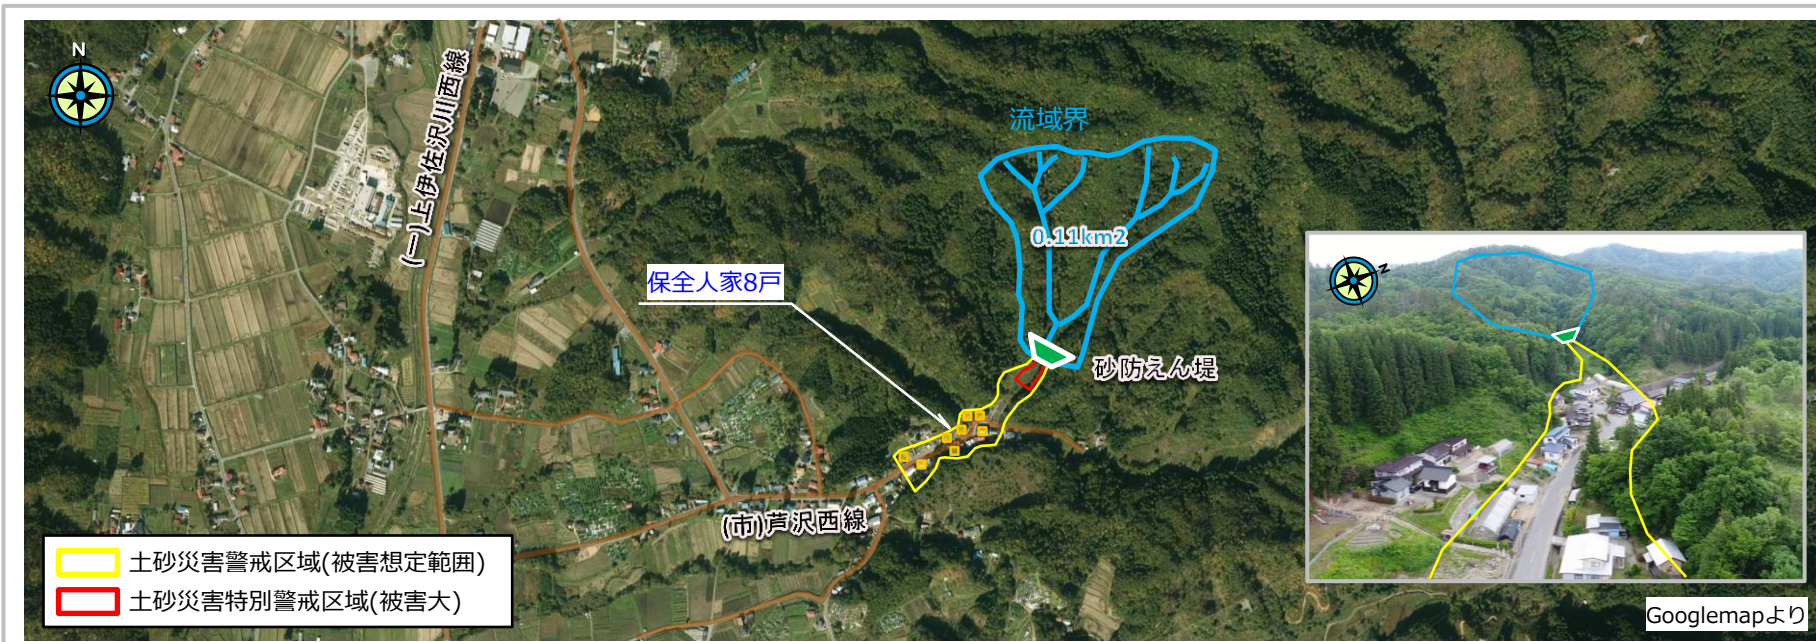 N
(一)上伊佐沢川西線
流域界
0.11km2
保全人家8戸
砂防えん堤
(市)芦沢西線
土砂災害警戒区域(被害想定範囲)
土砂災害特別警戒区域(被害大)
N
Googlemapより